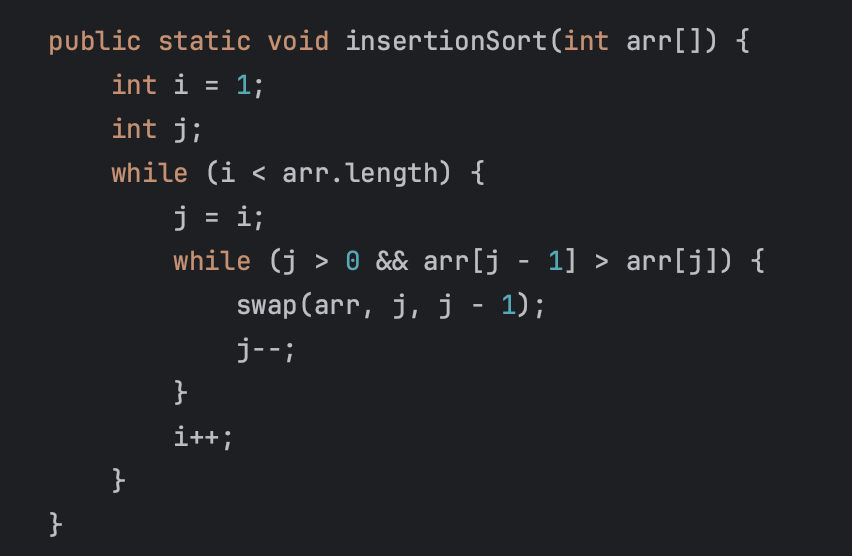 public static void insertionSort(int arr[]) {
    int i = 1;
    int j;
    while (i < arr.length) {
        j = i;
        while (j > 0 && arr[j - 1] > arr[j]) {
            swap(arr, j, j - 1);
            j--;
        }
        i++;
    }
}